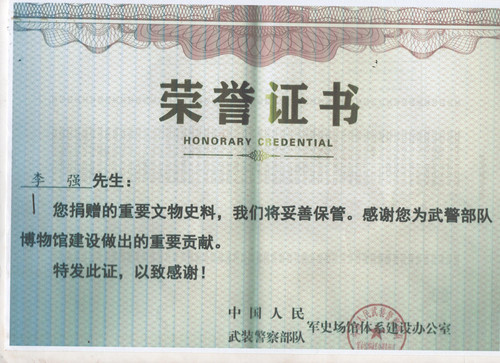 荣誉证书
HONORARY CREDENTIAL
李 强 先生：
您捐赠的重要文物史料，我们将妥善保管。感谢您为武警部队
博物馆建设做出的重要贡献。
特发此证，以致感谢！
中国人民
武装警察部队 军史场馆体系建设办公室